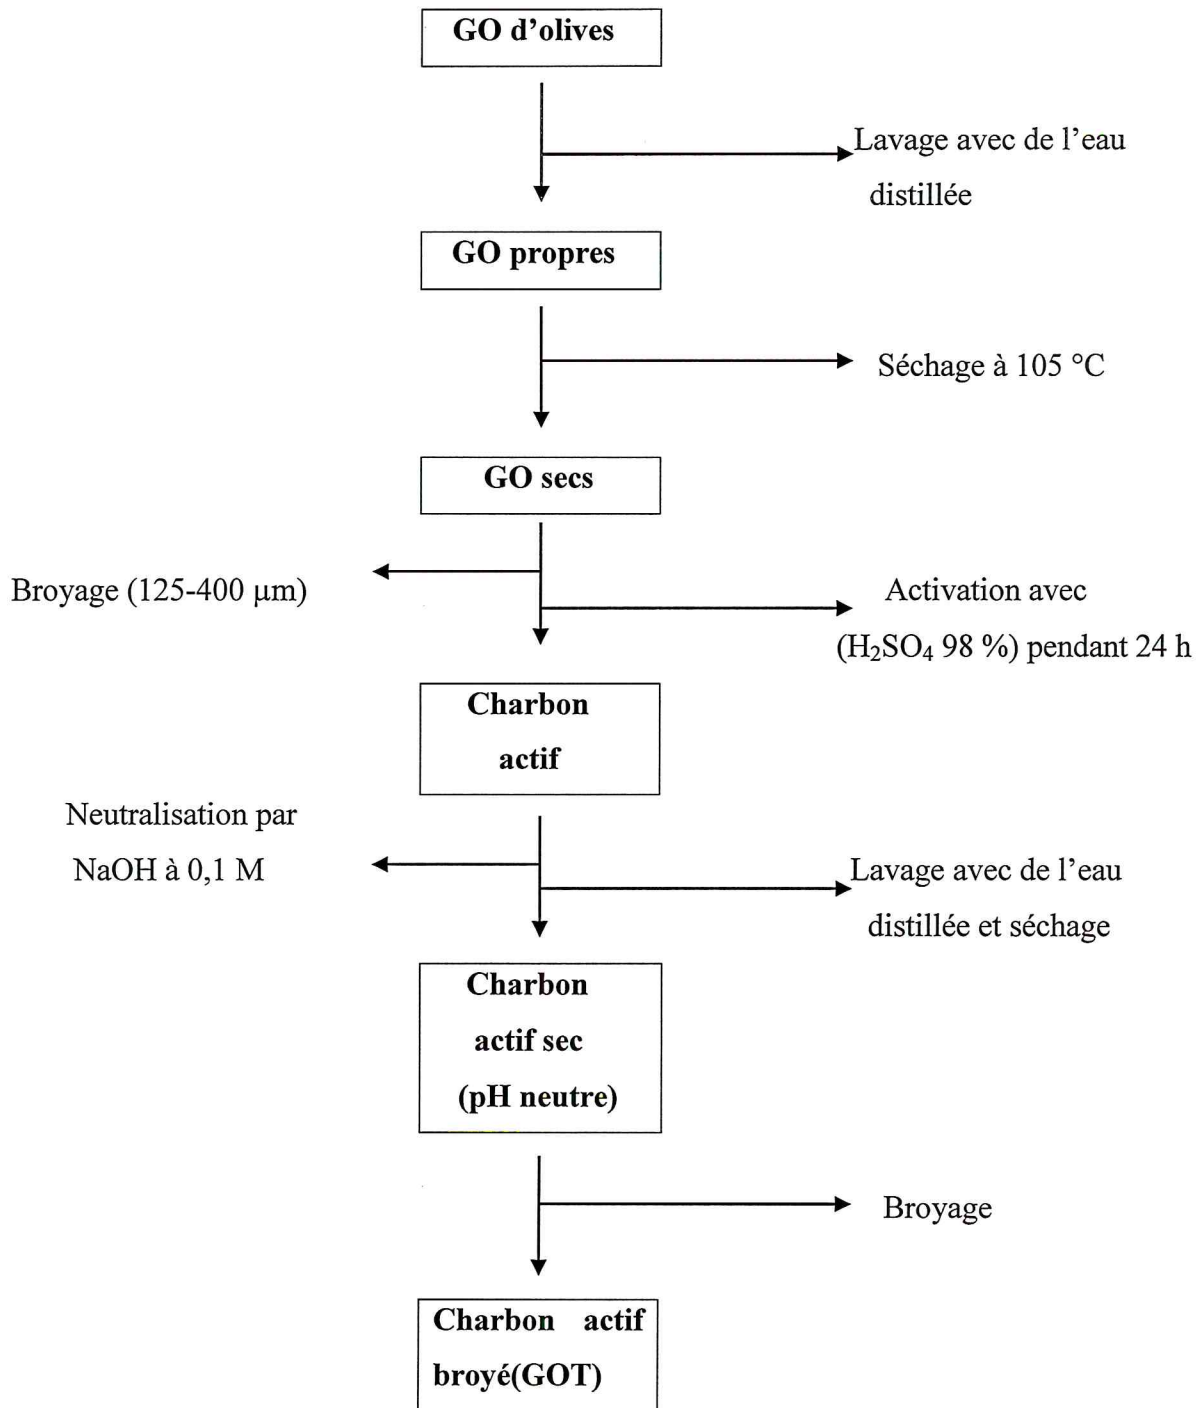 GO d'olives
Lavage avec de l'eau
distillée
GO propres
Séchage à 105 °C
GO secs
Broyage (125-400 µm)
Activation avec
(H₂SO₄ 98 %) pendant 24 h
Charbon
actif
Neutralisation par
NaOH à 0,1 M
Lavage avec de l'eau
distillée et séchage
Charbon
actif sec
(pH neutre)
Broyage
Charbon actif
broyé(GOT)